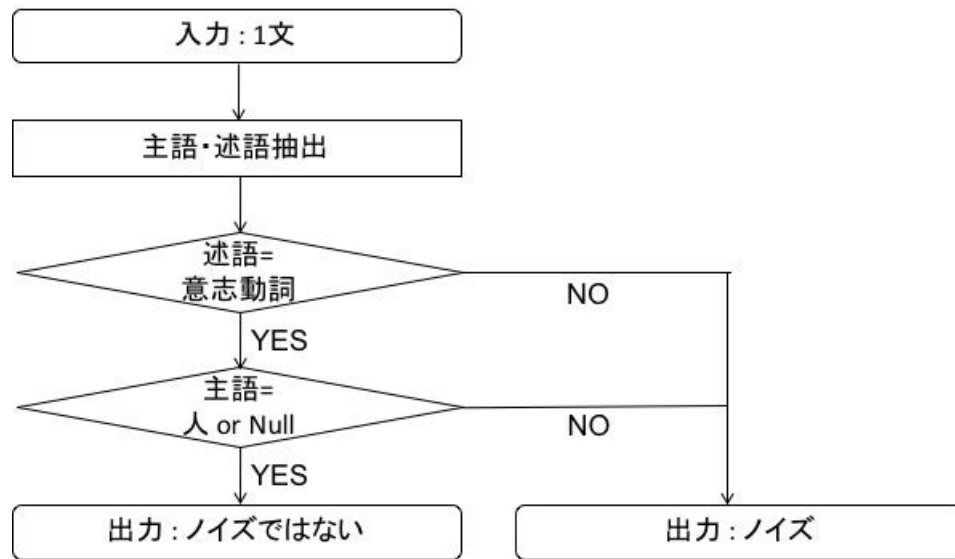 入力 : 1文
主語・述語抽出
述語=
意志動詞
NO
YES
主語=
人 or Null
NO
YES
出力 : ノイズではない
出力 : ノイズ